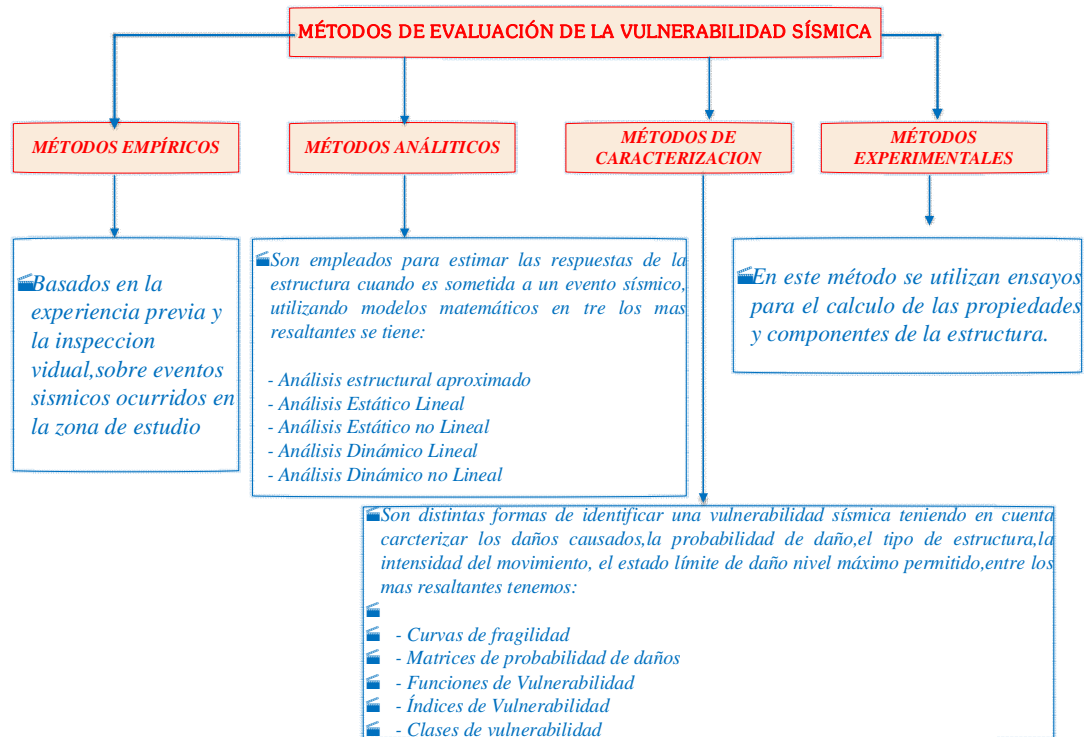 MÉTODOS DE EVALUACIÓN DE LA VULNERABILIDAD SÍSMICA
MÉTODOS EMPÍRICOS
MÉTODOS ANÁLITICOS
MÉTODOS DE
CARACTERIZACION
MÉTODOS
EXPERIMENTALES
Basados en la
experiencia previa y
la inspeccion
vidual,sobre eventos
sismicos ocurridos en
la zona de estudio
Son empleados para estimar las respuestas de la
estructura cuando es sometida a un evento sísmico,
utilizando modelos matemáticos en tre los mas
resaltantes se tiene:
- Análisis estructural aproximado
- Análisis Estático Lineal
- Análisis Estático no Lineal
- Análisis Dinámico Lineal
- Análisis Dinámico no Lineal
En este método se utilizan ensayos
para el calculo de las propiedades
y componentes de la estructura.
Son distintas formas de identificar una vulnerabilidad sísmica teniendo en cuenta
carcterizar los daños causados,la probabilidad de daño,el tipo de estructura,la
intensidad del movimiento, el estado límite de daño nivel máximo permitido,entre los
mas resaltantes tenemos:
- Curvas de fragilidad
- Matrices de probabilidad de daños
- Funciones de Vulnerabilidad
- Índices de Vulnerabilidad
- Clases de vulnerabilidad